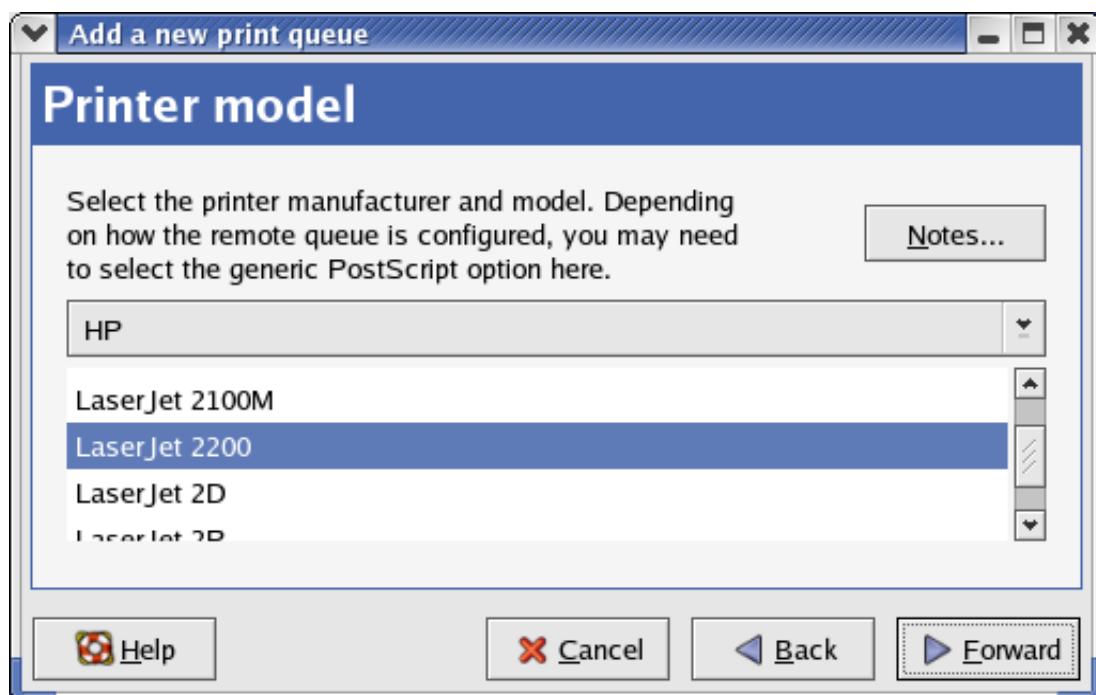 Add a new print queue
Printer model
Select the printer manufacturer and model. Depending
on how the remote queue is configured, you may need
to select the generic PostScript option here.
Notes...
HP
LaserJet 2100M
LaserJet 2200
LaserJet 2D
LaserJet
Help
Cancel
Back
Forward